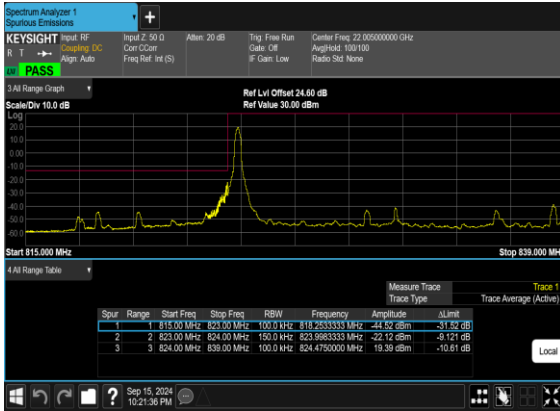 Spectrum Analyzer 1
Spurious Emissions
+
KEYSIGHT Input: RF Input Z: 50 Ω Atten: 20 dB Trig: Free Run Center Freq: 22.005000000 GHz
R T Coupling: DC Corr CCorr Gate: Off Avg|Hold: 100/100
Align: Auto Freq Ref: Int (S) IF Gain: Low Radio Std: None
PASS
3 All Range Graph
Ref Lvl Offset 24.60 dB
Scale/Div 10.0 dB Ref Value 30.00 dBm
Log
20.0
10.0
0.00
-10.0
-20.0
-30.0
-40.0
-50.0
-60.0
Start 815.000 MHz Stop 839.000 MH
4 All Range Table
Measure Trace Trace 1
Trace Type Trace Average (Active)
Spur Range Start Freq Stop Freq RBW Frequency Amplitude ΔLimit
1 1 815.00 MHz 823.00 MHz 100.0 kHz 818.2533333 MHz -44.52 dBm -31.52 dB
2 2 823.00 MHz 824.00 MHz 150.0 kHz 823.9983333 MHz -22.12 dBm -9.121 dB
3 3 824.00 MHz 839.00 MHz 100.0 kHz 824.4750000 MHz 19.39 dBm -10.61 dB
Local
? Sep 15, 2024
10:21:36 PM